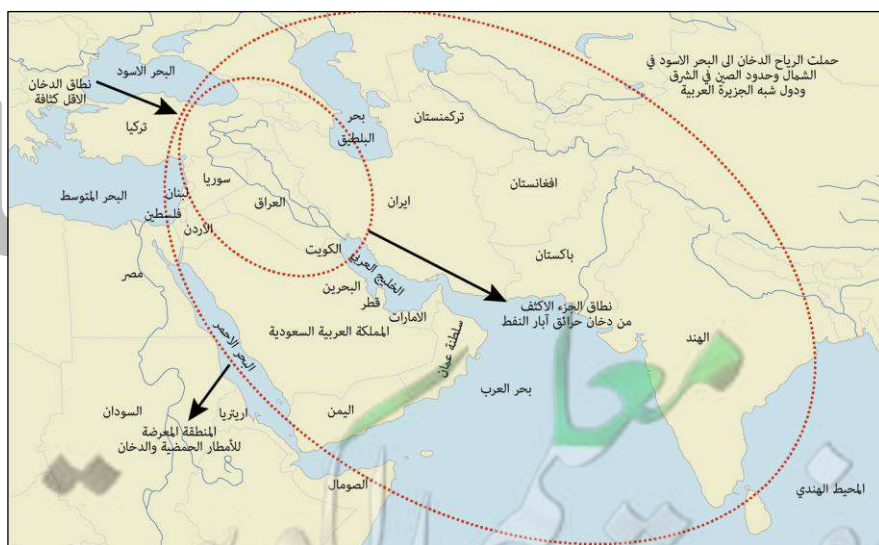 حملت الرياح الدخان الى البحر الاسود في
الشمال وحدود الصين في الشرق
ودول شبه الجزيرة العربية
البحر الاسود
نطاق الدخان
الاقل كثافة
تركيا
بحر
البلطيق
تركمنستان
سوريا
لبنان
البحر المتوسط
فلسطين
العراق
ايران
افغانستان
الأردن
الكويت
باكستان
مصر
الخليج العربي
البحرين
قطر
نطاق الجزء الاكثف
من دخان حرائق آبار النفط
الامارات
المملكة العربية السعودية
سلطنة عمان
الهند
البحر الاحمر
بحر العرب
السودان
اريتريا
اليمن
المنطقة المعرضة
للأمطار الحمضية والدخان
الصومال
المحيط الهندي